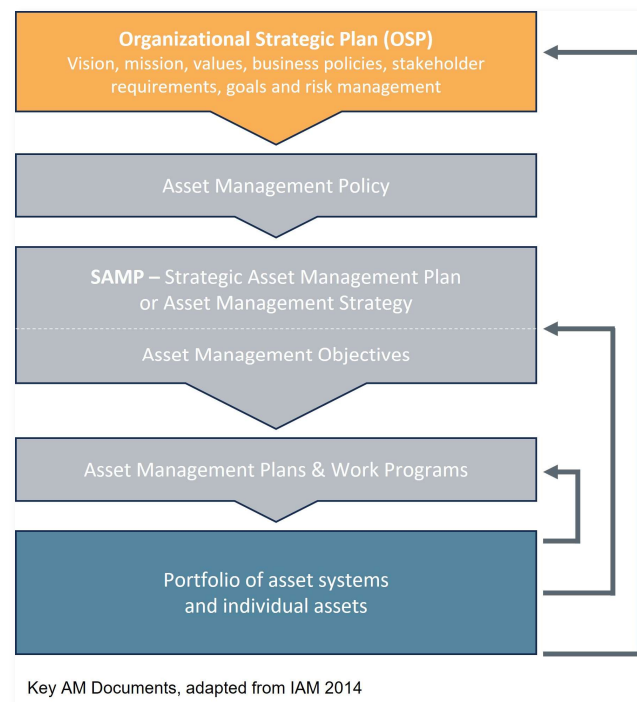 Organizational Strategic Plan (OSP)
Vision, mission, values, business policies, stakeholder
requirements, goals and risk management
Asset Management Policy
SAMP – Strategic Asset Management Plan
or Asset Management Strategy
Asset Management Objectives
Asset Management Plans & Work Programs
Portfolio of asset systems
and individual assets
Key AM Documents, adapted from IAM 2014